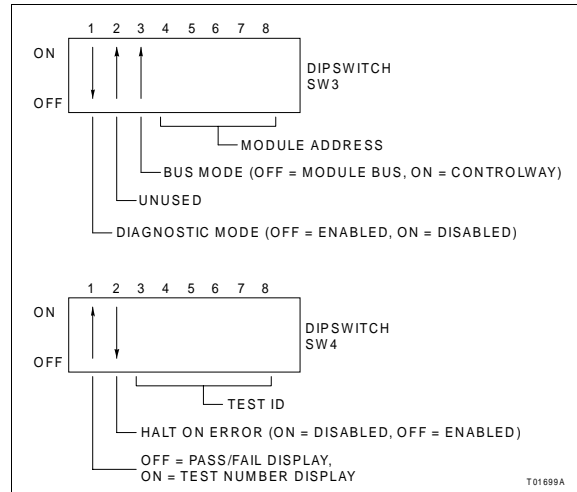 1 2 3 4 5 6 7 8
ON
OFF
DIPSWITCH
SW3
MODULE ADDRESS
BUS MODE (OFF = MODULE BUS, ON = CONTROLWAY)
UNUSED
DIAGNOSTIC MODE (OFF = ENABLED, ON = DISABLED)
1 2 3 4 5 6 7 8
ON
OFF
DIPSWITCH
SW4
TEST ID
HALT ON ERROR (ON = DISABLED, OFF = ENABLED)
OFF = PASS/FAIL DISPLAY,
ON = TEST NUMBER DISPLAY
T01699A